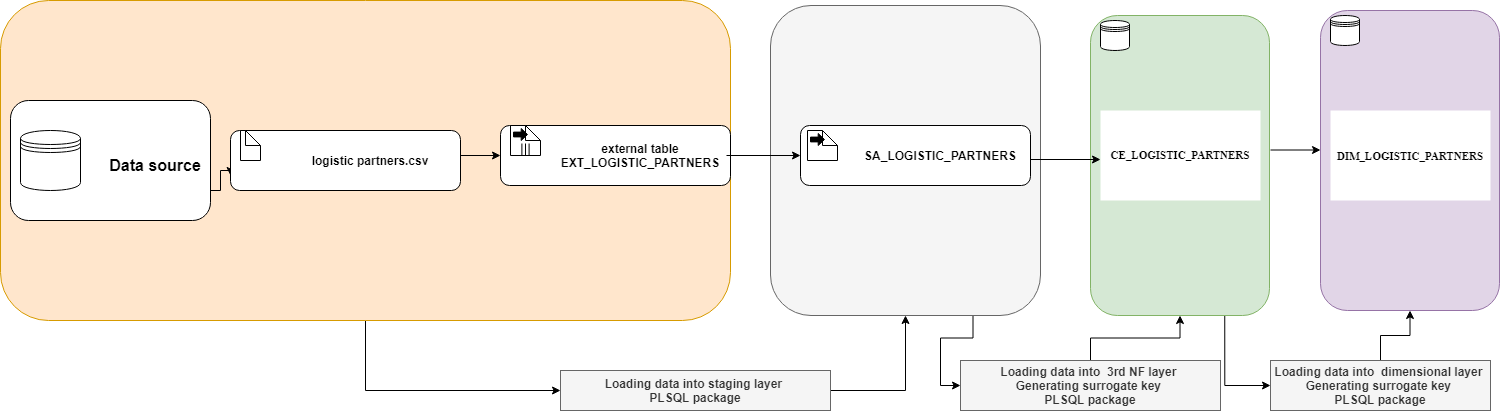 Data source
logistic partners.csv
external table
EXT_LOGISTIC_PARTNERS
SA_LOGISTIC_PARTNERS
CE_LOGISTIC_PARTNERS
DIM_LOGISTIC_PARTNERS
Loading data into staging layer
PLSQL package
Loading data into 3rd NF layer
Generating surrogate key
PLSQL package
Loading data into dimensional layer
Generating surrogate key
PLSQL package